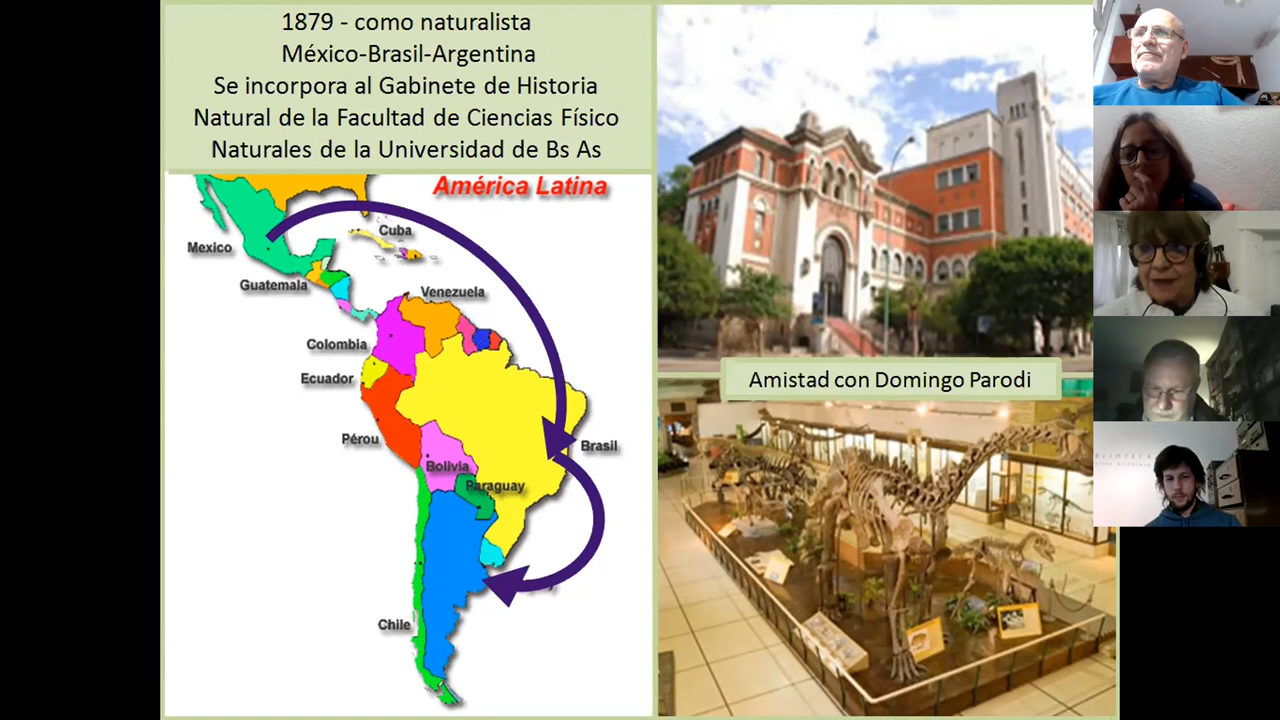 1879 - como naturalista
México-Brasil-Argentina
Se incorpora al Gabinete de Historia
Natural de la Facultad de Ciencias Físico
Naturales de la Universidad de Bs As
América Latina
Mexico
Cuba
Guatemala
Venezuela
Colombia
Ecuador
Pérou
Brasil
Bolivia
Paraguay
Chile
Amistad con Domingo Parodi